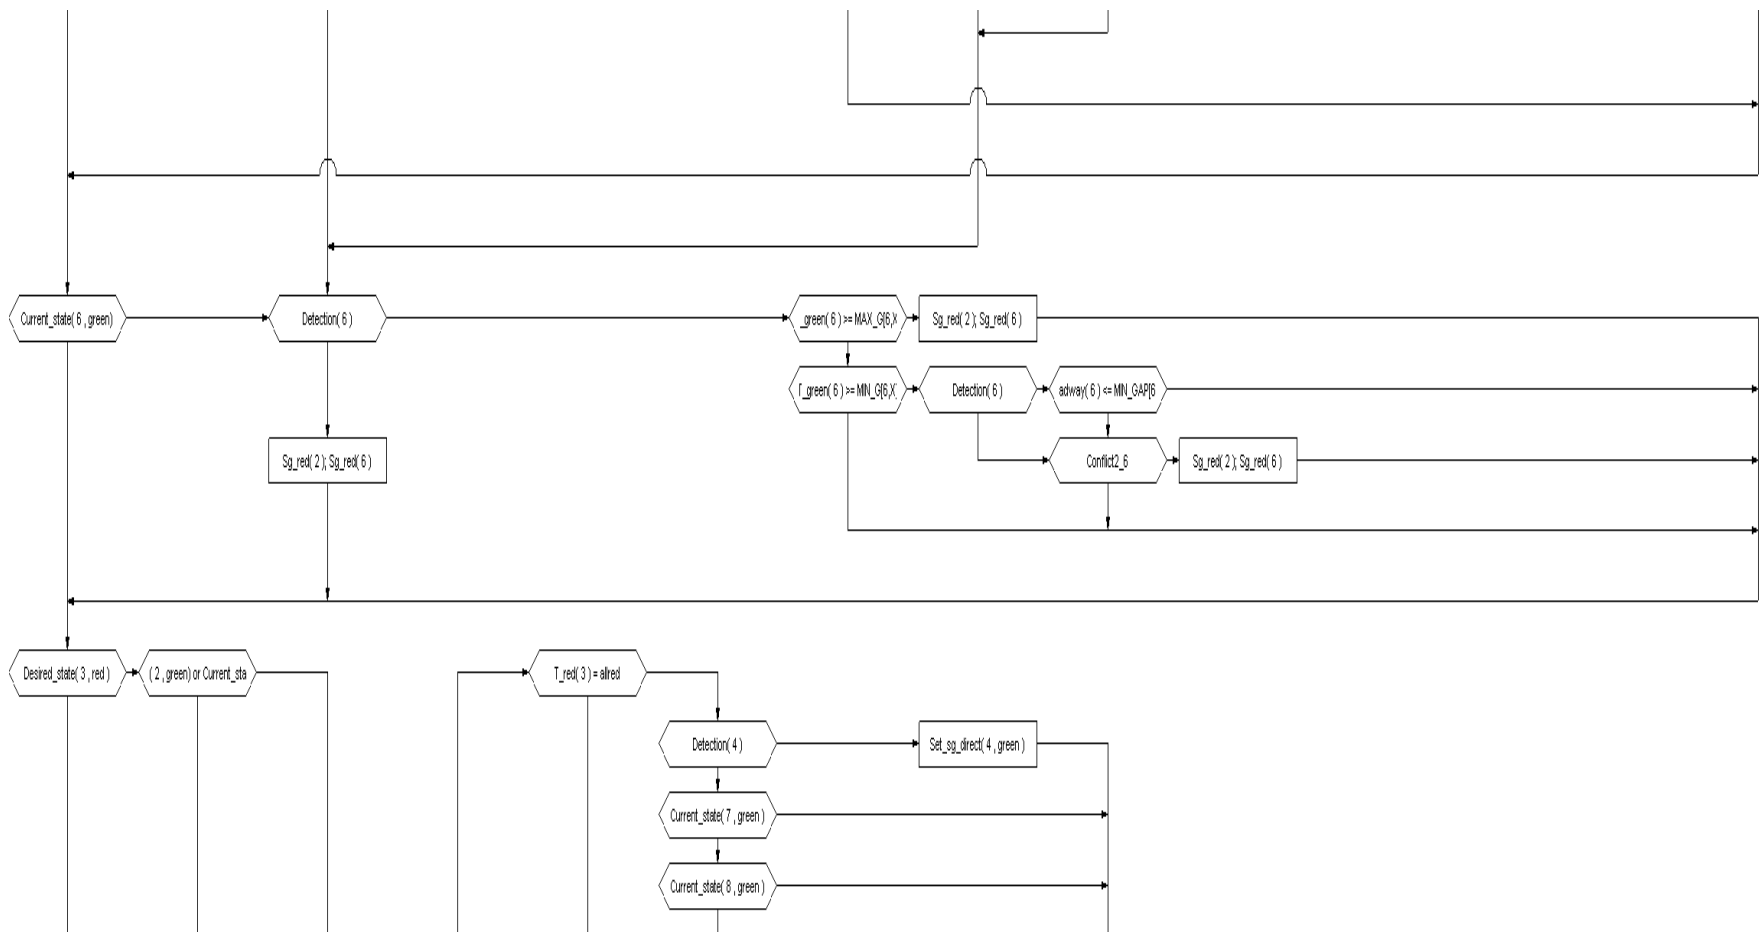 Current_state( 6 , green)
Detection( 6 )
_green( 6 ) >= MAX_G[6,X
Sg_red( 2 ); Sg_red( 6 )
_green( 6 ) >= MIN_G[6,X
Detection( 6 )
adway( 6 ) <= MIN_GAP[6
Sg_red( 2 ); Sg_red( 6 )
Conflict2_6
Sg_red( 2 ); Sg_red( 6 )
Desired_state( 3 , red )
( 2 , green) or Current_sta
T_red( 3 ) = allred
Detection( 4 )
Set_sg_direct( 4 , green )
Current_state( 7 , green )
Current_state( 8 , green )